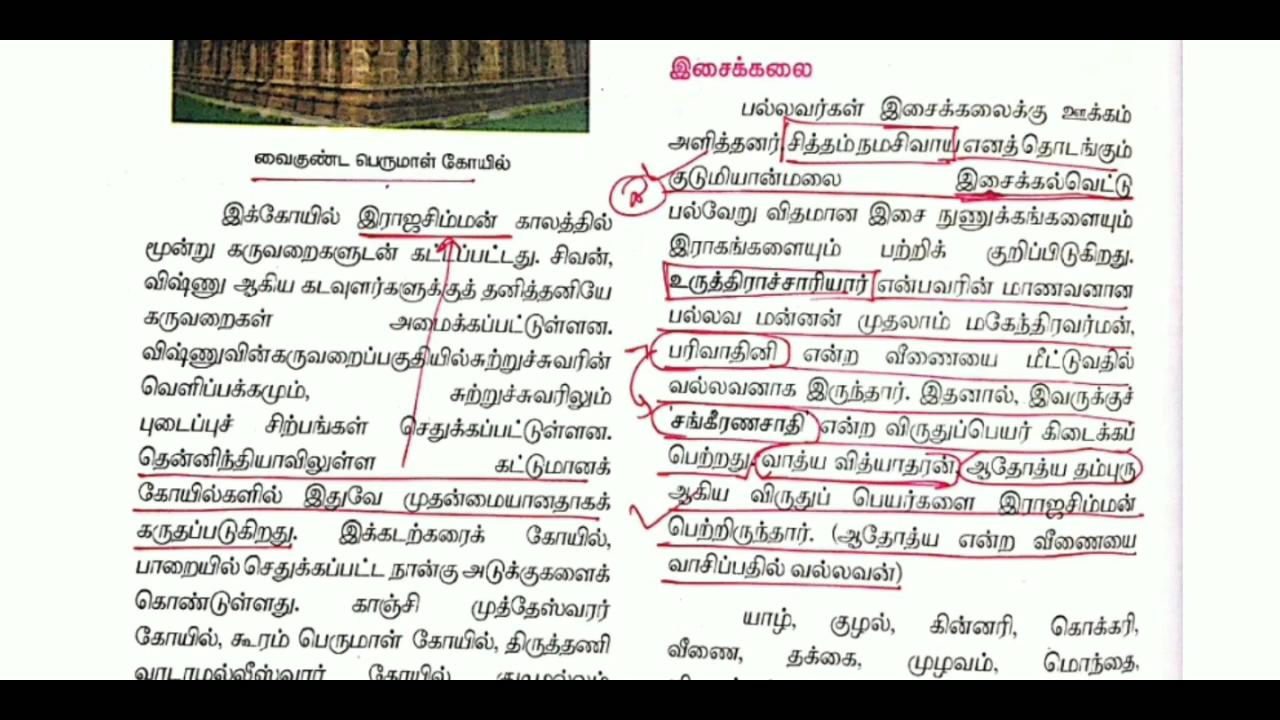 வைகுண்ட பெருமாள் கோயில்
இக்கோயில் இராஜசிம்மன் காலத்தில்
மூன்று கருவறைகளுடன் கட்டப்பட்டது. சிவன்,
விஷ்ணு ஆகிய கடவுளர்களுக்குத் தனித்தனியே
கருவறைகள் அமைக்கப்பட்டுள்ளன.
விஷ்ணுவின்கருவறைப்பகுதியில்சுற்றுச்சுவரின்
வெளிப்பக்கமும், சுற்றுச்சுவரிலும்
புடைப்புச் சிற்பங்கள் செதுக்கப்பட்டுள்ளன.
தென்னிந்தியாவிலுள்ள கட்டுமானக்
கோயில்களில் இதுவே முதன்மையானதாகக்
கருதப்படுகிறது. இக்கடற்கரைக் கோயில்,
பாறையில் செதுக்கப்பட்ட நான்கு அடுக்குகளைக்
கொண்டுள்ளது. காஞ்சி முத்தேஸ்வரர்
கோயில், கூரம் பெருமாள் கோயில், திருத்தணி
கோயில்,
இசைக்கலை
பல்லவர்கள் இசைக்கலைக்கு ஊக்கம்
அளித்தனர். சித்தம் நமசிவாய எனத்தொடங்கும்
குடுமியான்மலை இசைக்கல்வெட்டு
பல்வேறு விதமான இசை நுணுக்கங்களையும்
இராகங்களையும் பற்றிக் குறிப்பிடுகிறது.
உருத்திராச்சாரியார் என்பவரின் மாணவனான
பல்லவ மன்னன் முதலாம் மகேந்திரவர்மன்,
பரிவாதினி என்ற வீணையை மீட்டுவதில்
வல்லவனாக இருந்தார். இதனால், இவருக்குச்
'சங்கீரணசாதி' என்ற விருதுப்பெயர் கிடைக்கப்
பெற்றது. வாத்ய வித்யாதரன், ஆதோத்ய தம்புரு
ஆகிய விருதுப் பெயர்களை இராஜசிம்மன்
பெற்றிருந்தார். (ஆதோத்ய என்ற வீணையை
வாசிப்பதில் வல்லவன்)
யாழ், குழல், கின்னரி, கொக்கரி,
வீணை, தக்கை, முழவம், மொந்தை,